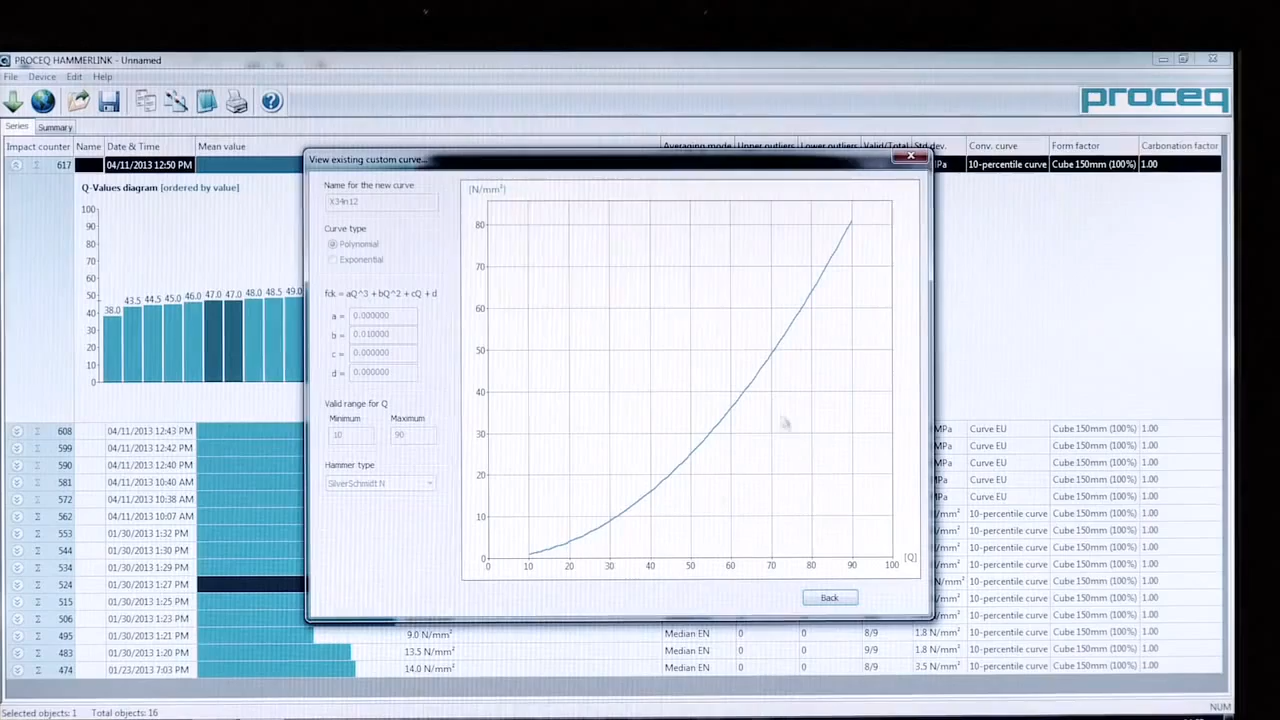 PROCEQ HAMMERLINK - Unnamed
File Device Edit Help
proceq
Series Summary
Impact counter Name Date & Time Mean value Averaging mode Upper outliers Lower outliers Valid/Total Std dev. Conv. curve Form factor Carbonation factor
617 04/11/2013 12:50 PM 10-percentile curve Cube 150mm (100%) 1.00
Q-Values diagram [ordered by value]
100
90
80
70
60
50
40
30
20
10
0
38.0 43.5 44.5 45.0 46.0 47.0 47.0 48.0 48.5 49.0
View existing custom curve...
Name for the new curve
X34n12
Curve type
Polynomial
Exponential
fck = aQ^3 + bQ^2 + cQ + d
a = 0.000000
b = 0.010000
c = 0.000000
d = 0.000000
Valid range for Q
Minimum Maximum
10 90
Hammer type
SilverSchmidt N
[N/mm²]
80
70
60
50
40
30
20
10
0
0 10 20 30 40 50 60 70 80 90 100
[Q]
Back
608 04/11/2013 12:43 PM MPa Curve EU Cube 150mm (100%) 1.00
599 04/11/2013 12:42 PM MPa Curve EU Cube 150mm (100%) 1.00
590 04/11/2013 12:40 PM MPa Curve EU Cube 150mm (100%) 1.00
581 04/11/2013 10:40 AM MPa Curve EU Cube 150mm (100%) 1.00
572 04/11/2013 10:38 AM MPa Curve EU Cube 150mm (100%) 1.00
562 04/11/2013 10:07 AM /mm² 10-percentile curve Cube 150mm (100%) 1.00
553 01/30/2013 1:32 PM /mm² 10-percentile curve Cube 150mm (100%) 1.00
544 01/30/2013 1:30 PM /mm² 10-percentile curve Cube 150mm (100%) 1.00
534 01/30/2013 1:29 PM /mm² 10-percentile curve Cube 150mm (100%) 1.00
524 01/30/2013 1:27 PM N/mm² 10-percentile curve Cube 150mm (100%) 1.00
515 01/30/2013 1:25 PM /mm² 10-percentile curve Cube 150mm (100%) 1.00
506 01/30/2013 1:23 PM /mm² 10-percentile curve Cube 150mm (100%) 1.00
495 01/30/2013 1:21 PM 9.0 N/mm² Median EN 0 0 8/9 1.8 N/mm² 10-percentile curve Cube 150mm (100%) 1.00
483 01/30/2013 1:20 PM 13.5 N/mm² Median EN 0 0 9/9 1.8 N/mm² 10-percentile curve Cube 150mm (100%) 1.00
474 01/23/2013 7:03 PM 14.0 N/mm² Median EN 0 0 8/9 3.5 N/mm² 10-percentile curve Cube 150mm (100%) 1.00
Selected objects: 1 Total objects: 16 NUM